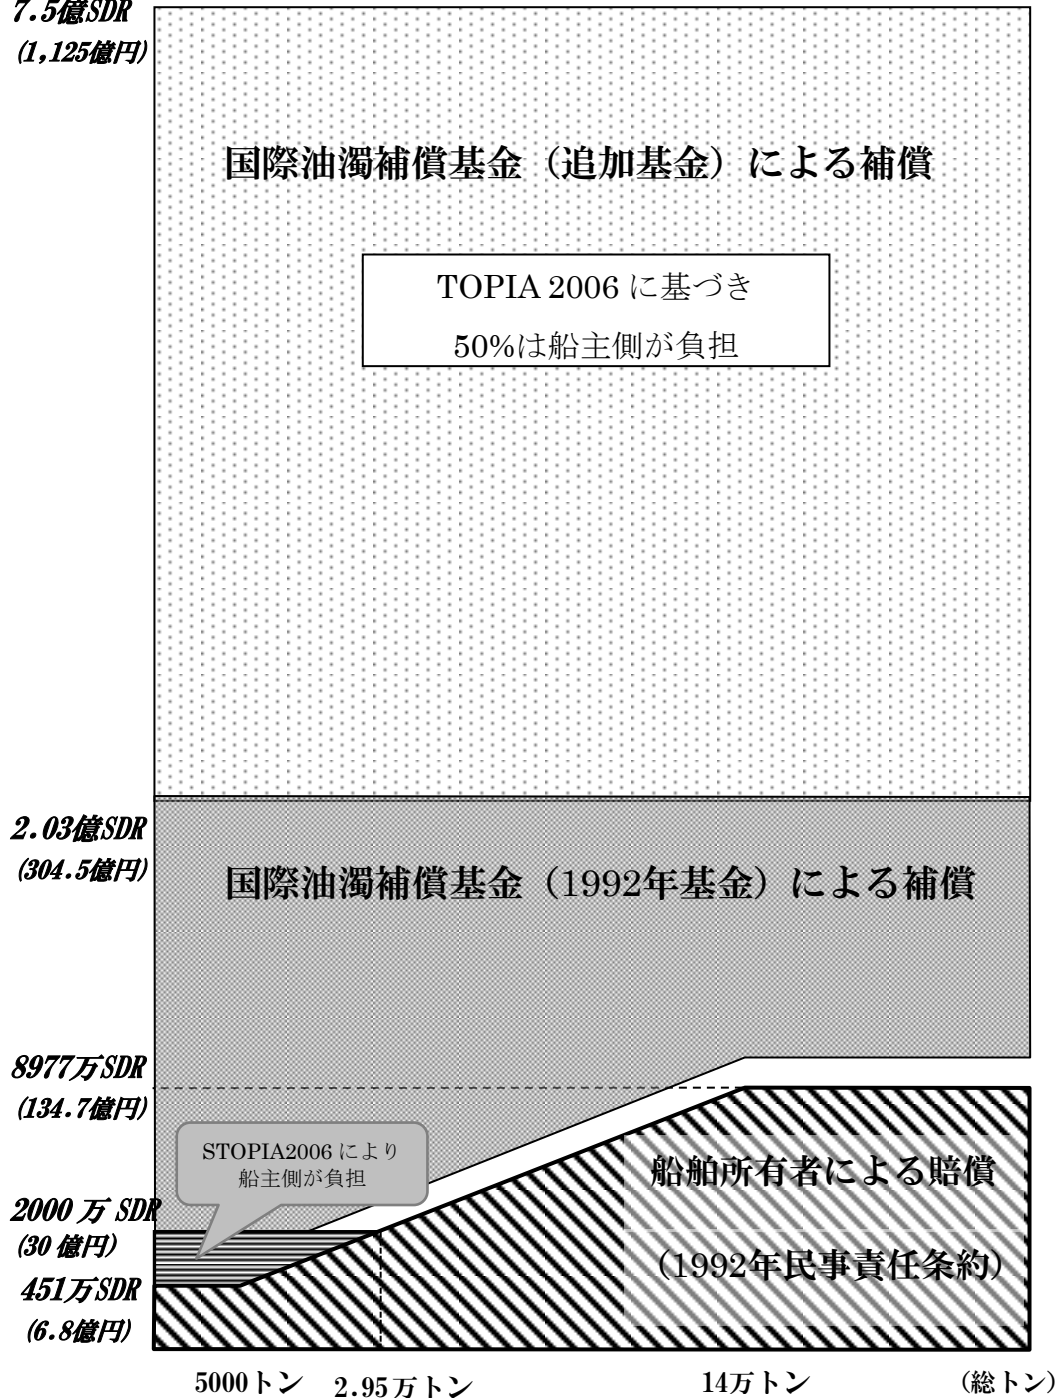 7.5億SDR
(1,125億円)
国際油濁補償基金（追加基金）による補償
TOPIA 2006 に基づき
50%は船主側が負担
2.03億SDR
(304.5億円)
国際油濁補償基金（1992年基金）による補償
8977万SDR
(134.7億円)
STOPIA2006 により
船主側が負担
船舶所有者による賠償
2000 万 SDR
(30 億円)
(1992年民事責任条約)
451万SDR
(6.8億円)
5000トン
2.95万トン
14万トン
(総トン)